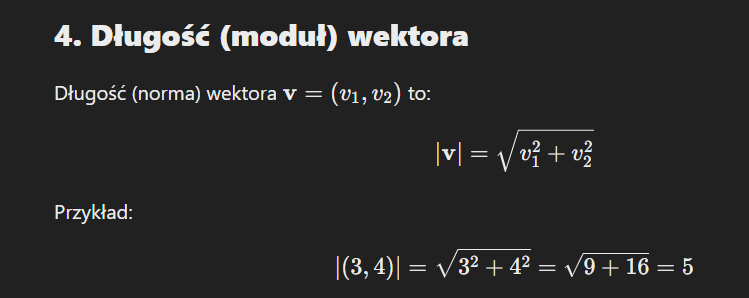 4. Długość (moduł) wektora
Długość (norma) wektora v = (v₁, v₂) to:
|v| = √(v₁² + v₂²)
Przykład:
|(3, 4)| = √(3² + 4²) = √(9 + 16) = 5